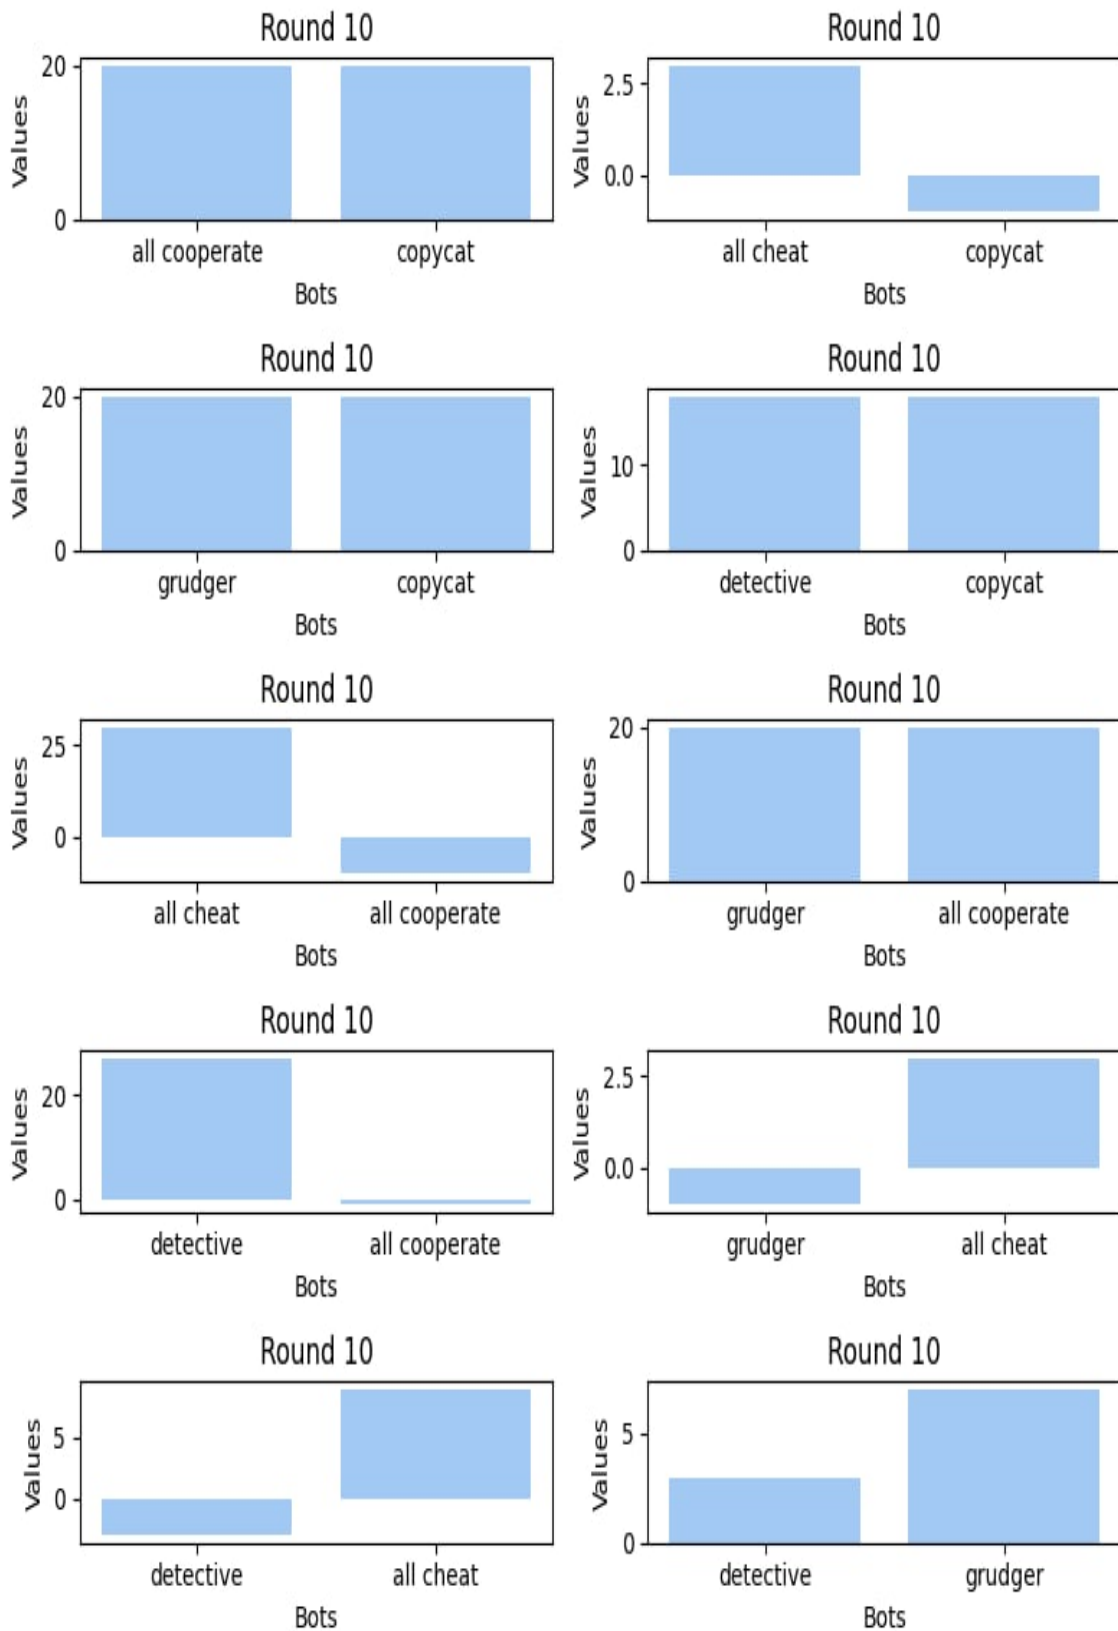 Round 10
Values
20
0
all cooperate copycat
Bots
Round 10
Values
2.5
0.0
all cheat copycat
Bots
Round 10
Values
20
0
grudger copycat
Bots
Round 10
Values
10
0
detective copycat
Bots
Round 10
Values
25
0
all cheat all cooperate
Bots
Round 10
Values
20
0
grudger all cooperate
Bots
Round 10
Values
20
0
detective all cooperate
Bots
Round 10
Values
2.5
0.0
grudger all cheat
Bots
Round 10
Values
5
0
detective all cheat
Bots
Round 10
Values
5
0
detective grudger
Bots